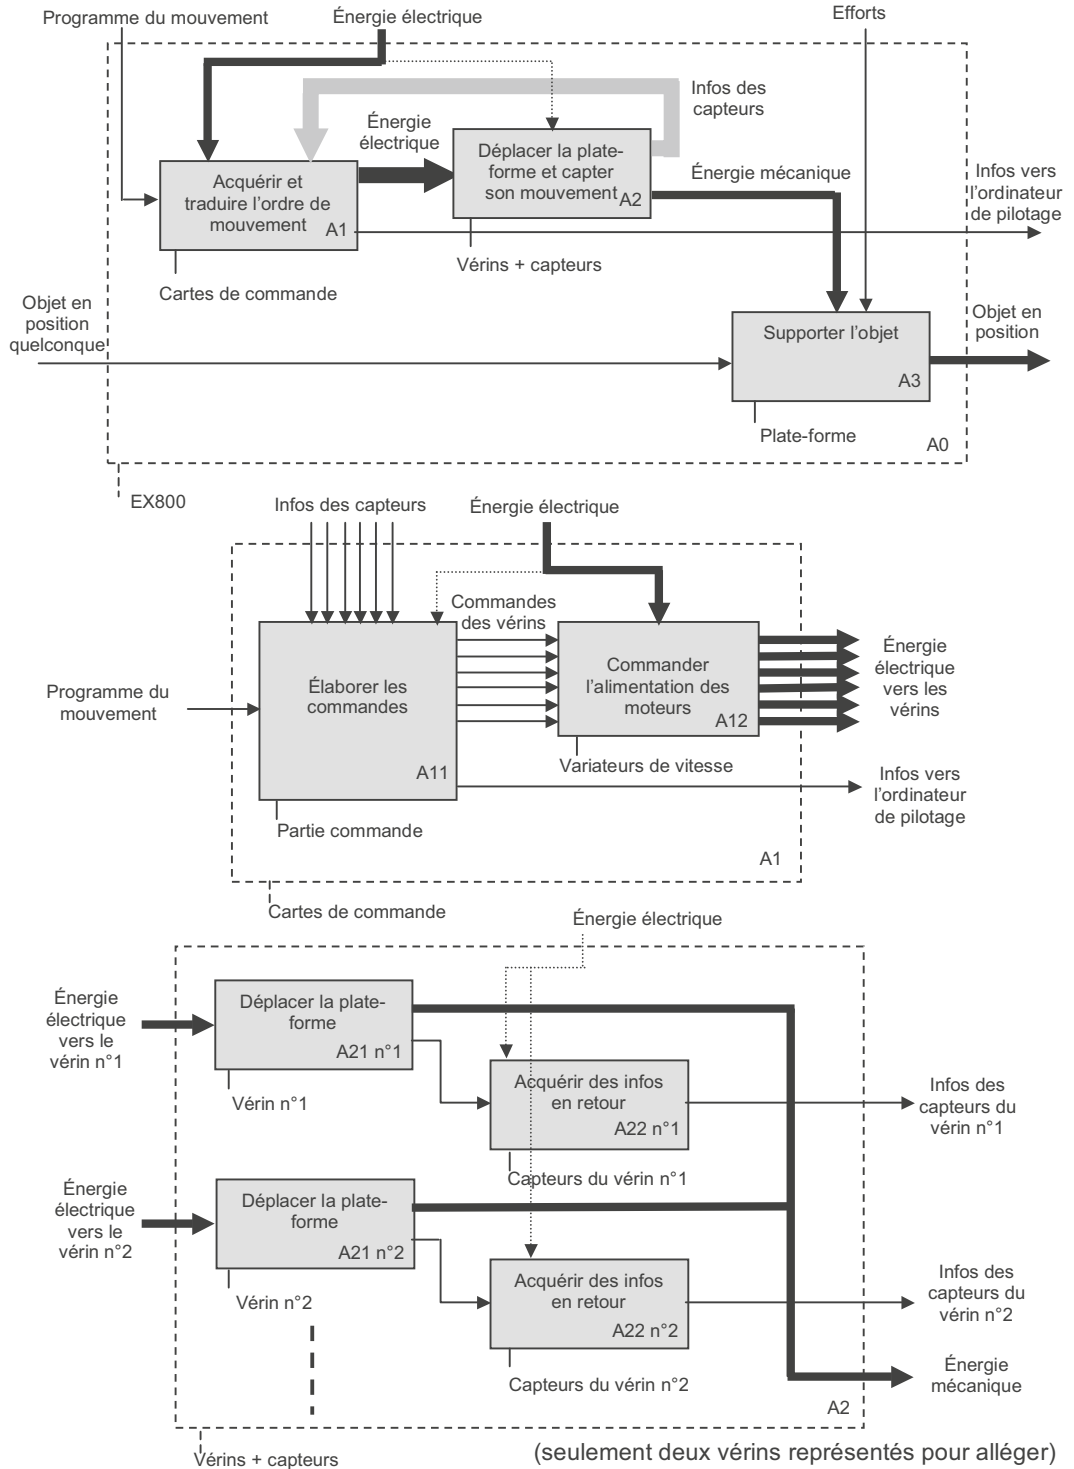 Programme du mouvement
Énergie électrique
Efforts
Infos des
capteurs
Énergie
électrique
Déplacer la plate-
forme et capter
son mouvement
A2
Énergie mécanique
Infos vers
l'ordinateur
de pilotage
Acquérir et
traduire l'ordre de
mouvement
A1
Vérins + capteurs
Cartes de commande
Objet en
position
quelconque
Supporter l'objet
A3
Objet en
position
Plate-forme
A0
EX800
Infos des capteurs
Énergie électrique
Commandes
des vérins
Programme du
mouvement
Élaborer les
commandes
A11
Commander
l'alimentation des
moteurs
A12
Énergie
électrique
vers les
vérins
Variateurs de vitesse
Infos vers
l'ordinateur
de pilotage
Partie commande
A1
Cartes de commande
Énergie électrique
Énergie
électrique
vers le
vérin n°1
Déplacer la plate-
forme
A21 n°1
Vérin n°1
Acquérir des infos
en retour
A22 n°1
Infos des
capteurs du
vérin n°1
Capteurs du vérin n°1
Énergie
électrique
vers le
vérin n°2
Déplacer la plate-
forme
A21 n°2
Vérin n°2
Acquérir des infos
en retour
A22 n°2
Infos des
capteurs du
vérin n°2
Capteurs du vérin n°2
Énergie
mécanique
A2
Vérins + capteurs
(seulement deux vérins représentés pour alléger)